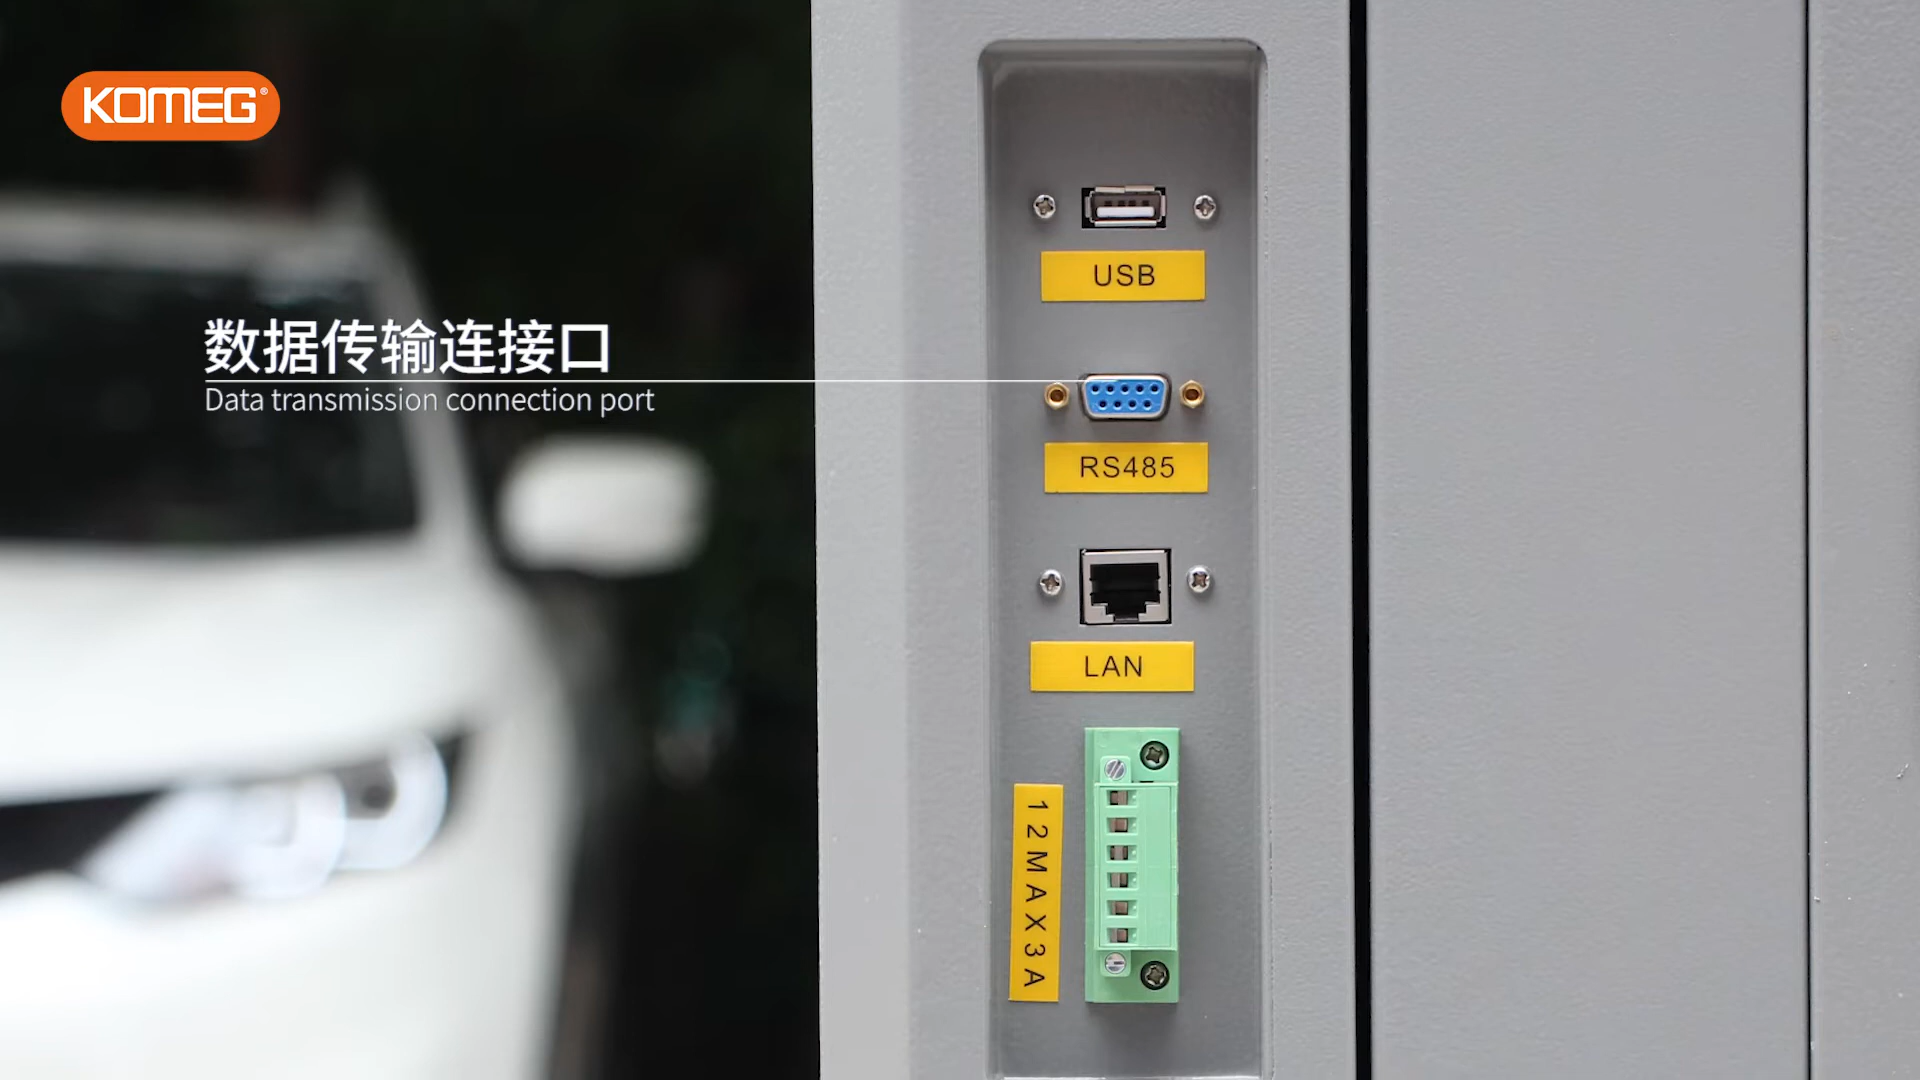 KOMEG®
数据传输连接口
Data transmission connection port
USB
RS485
LAN
12MAX3A